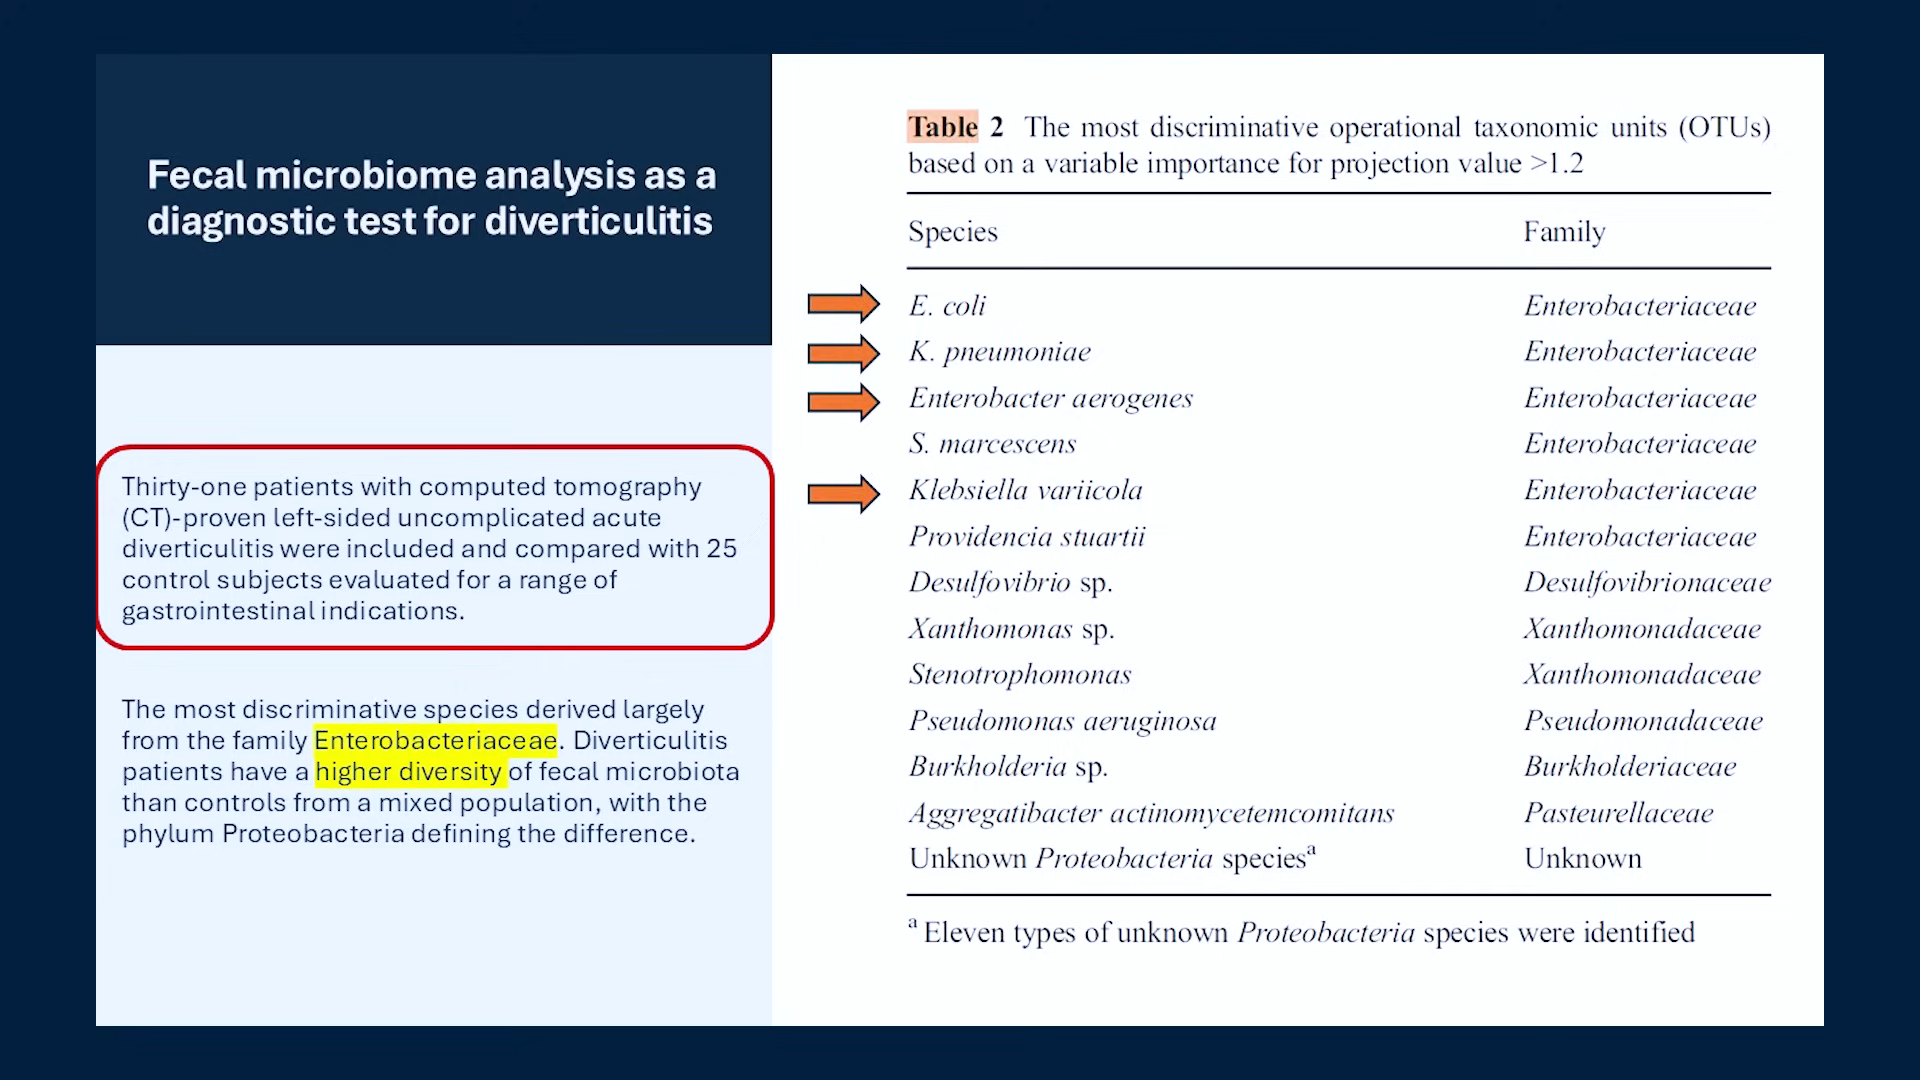 Fecal microbiome analysis as a
diagnostic test for diverticulitis
Thirty-one patients with computed tomography
(CT)-proven left-sided uncomplicated acute
diverticulitis were included and compared with 25
control subjects evaluated for a range of
gastrointestinal indications.
The most discriminative species derived largely
from the family Enterobacteriaceae. Diverticulitis
patients have a higher diversity of fecal microbiota
than controls from a mixed population, with the
phylum Proteobacteria defining the difference.
Table 2 The most discriminative operational taxonomic units (OTUs)
based on a variable importance for projection value >1.2
Species Family
E. coli Enterobacteriaceae
K. pneumoniae Enterobacteriaceae
Enterobacter aerogenes Enterobacteriaceae
S. marcescens Enterobacteriaceae
Klebsiella variicola Enterobacteriaceae
Providencia stuartii Enterobacteriaceae
Desulfovibrio sp. Desulfovibrionaceae
Xanthomonas sp. Xanthomonadaceae
Stenotrophomonas Xanthomonadaceae
Pseudomonas aeruginosa Pseudomonadaceae
Burkholderia sp. Burkholderiaceae
Aggregatibacter actinomycetemcomitans Pasteurellaceae
Unknown Proteobacteria speciesᵃ Unknown
ᵃ Eleven types of unknown Proteobacteria species were identified